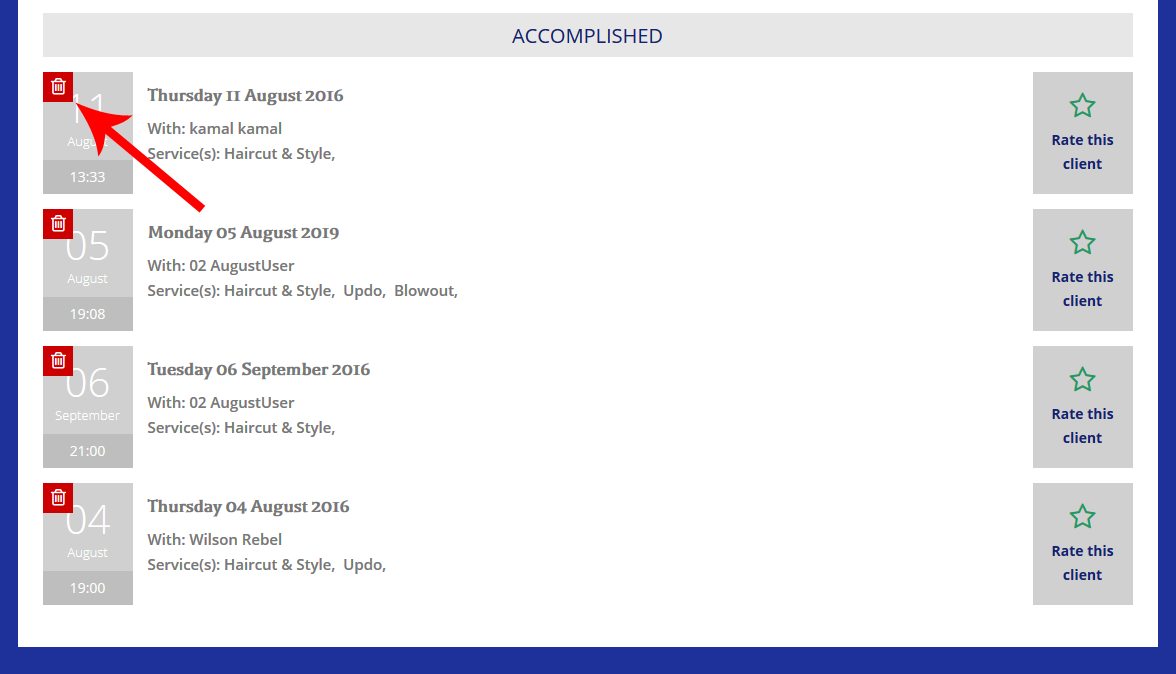 ACCOMPLISHED
11
August
13:33
Thursday 11 August 2016
With: kamal kamal
Service(s): Haircut & Style,
Rate this
client
05
August
19:08
Monday 05 August 2019
With: 02 AugustUser
Service(s): Haircut & Style,  Updo,  Blowout,
Rate this
client
06
September
21:00
Tuesday 06 September 2016
With: 02 AugustUser
Service(s): Haircut & Style,
Rate this
client
04
August
19:00
Thursday 04 August 2016
With: Wilson Rebel
Service(s): Haircut & Style,  Updo,
Rate this
client